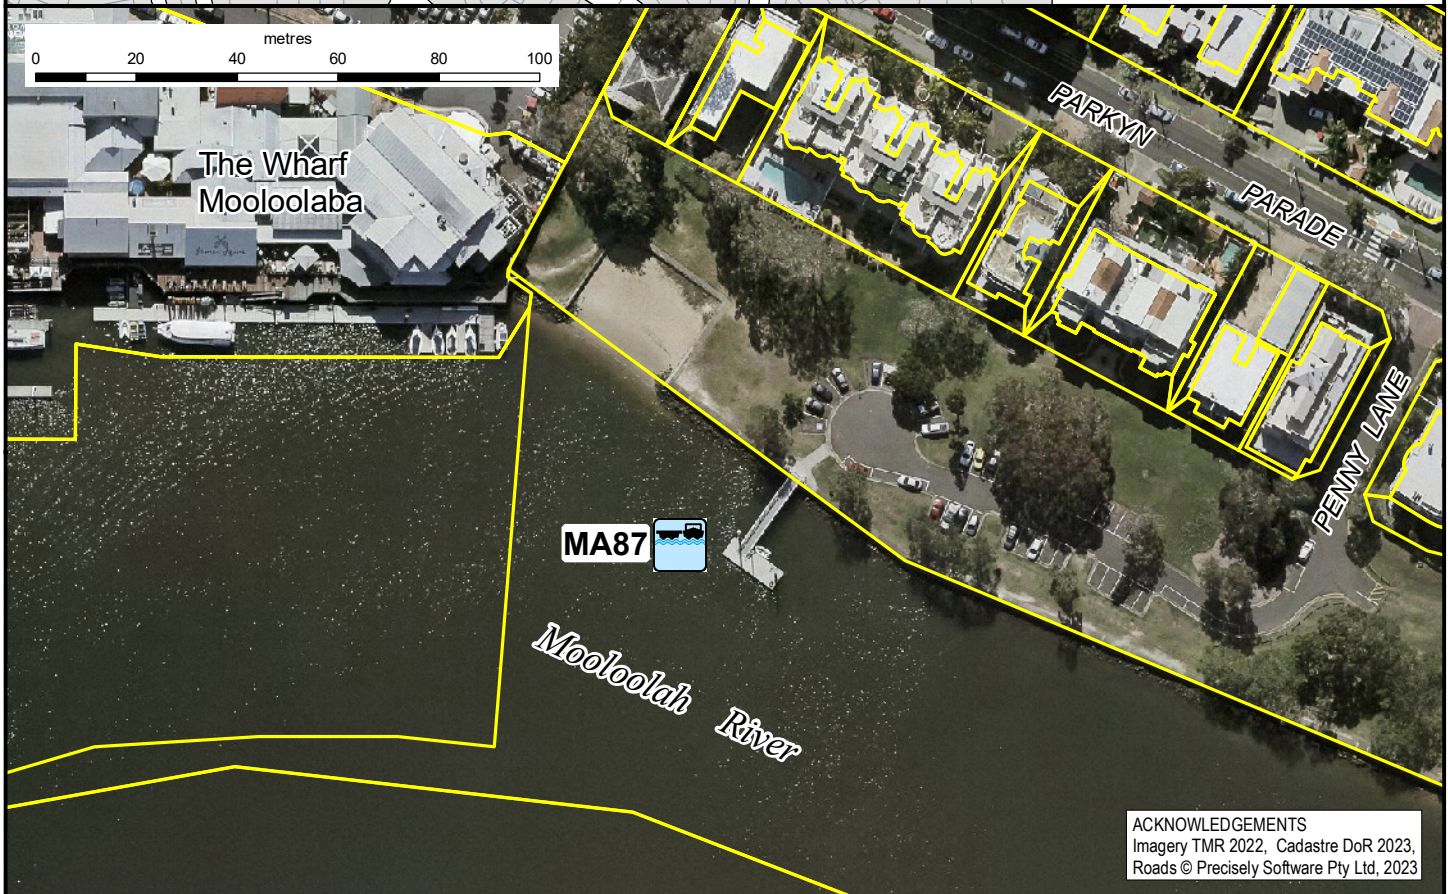 metres
0 20 40 60 80 100
The Wharf
Mooloolaba
PARKYN
PARADE
PENNY LANE
MA87
Mooloolah River
ACKNOWLEDGEMENTS
Imagery TMR 2022, Cadastre DoR 2023,
Roads © Precisely Software Pty Ltd, 2023